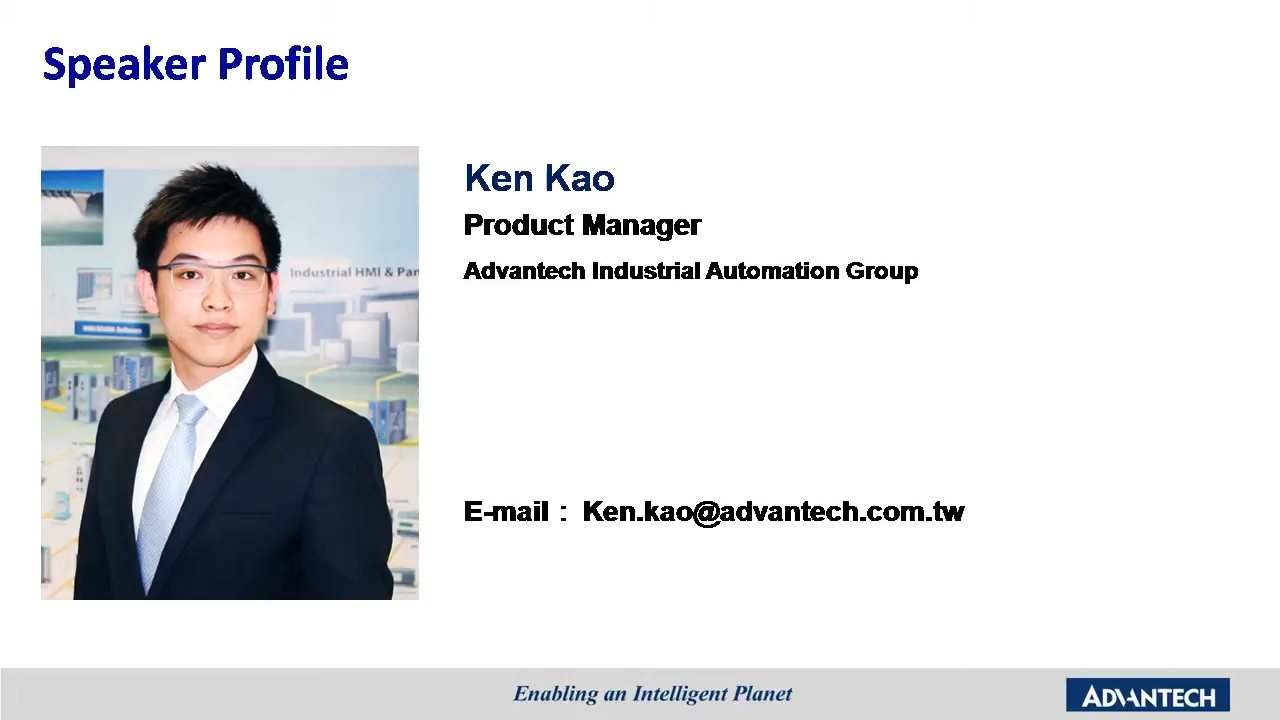 Speaker Profile
Ken Kao
Product Manager
Advantech Industrial Automation Group
Industrial HMI & Pan
E-mail： Ken.kao@advantech.com.tw
Enabling an Intelligent Planet
ADVANTECH